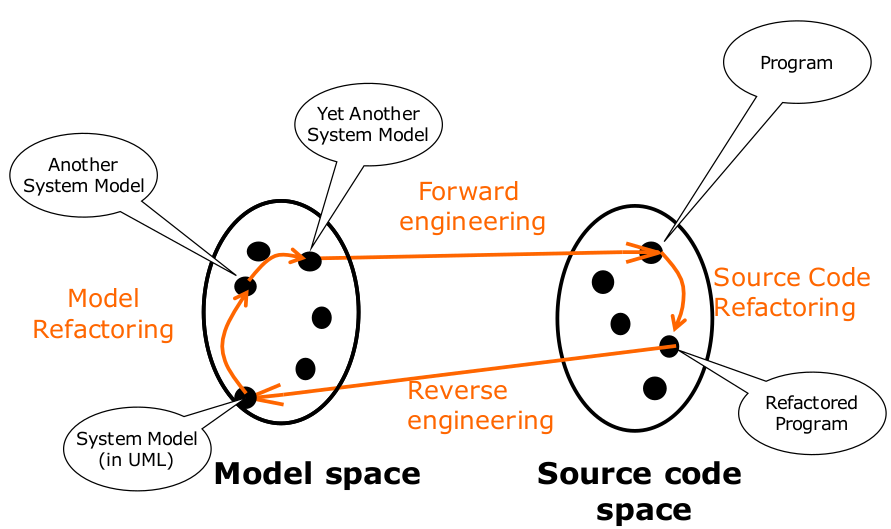 Program
Yet Another
System Model
Another
System Model
Forward
engineering
Source Code
Refactoring
Model
Refactoring
Reverse
engineering
Refactored
Program
System Model
(in UML)
Model space
Source code
space